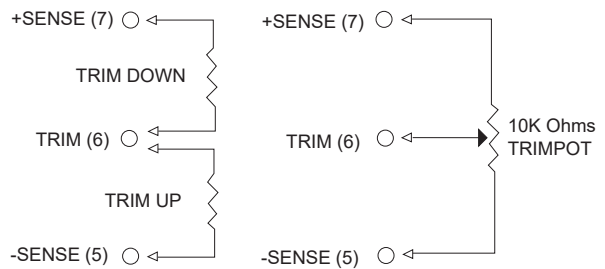 +SENSE (7)
TRIM DOWN
TRIM (6)
TRIM UP
-SENSE (5)
+SENSE (7)
TRIM (6)
10K Ohms
TRIMPOT
-SENSE (5)